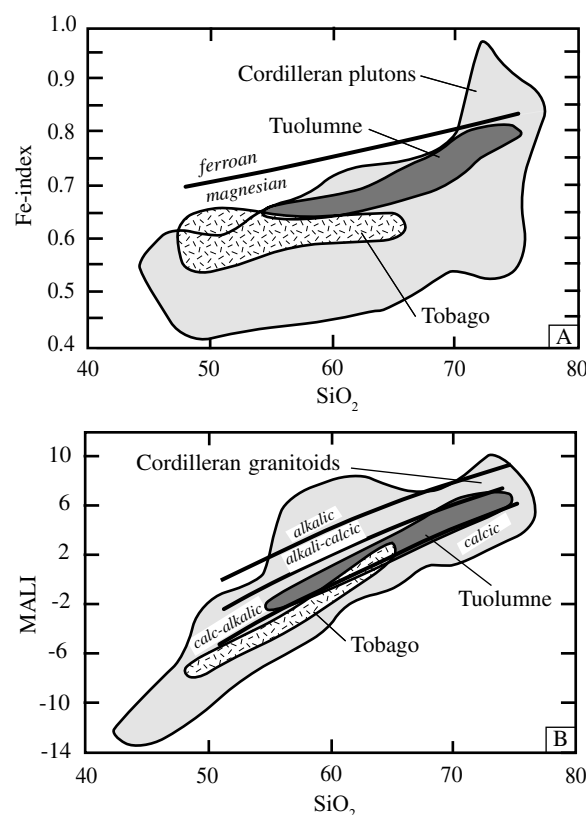 1.0
0.9
0.8
0.7
0.6
0.5
0.4
Fe-index
Cordilleran plutons
Tuolumne
ferroan
magnesian
Tobago
A
40 50 60 70 80
SiO2
10
6
2
-2
-6
-10
-14
MALI
Cordilleran granitoids
alkalic
alkali-calcic
calcic
calc-alkalic
Tuolumne
Tobago
B
40 50 60 70 80
SiO2